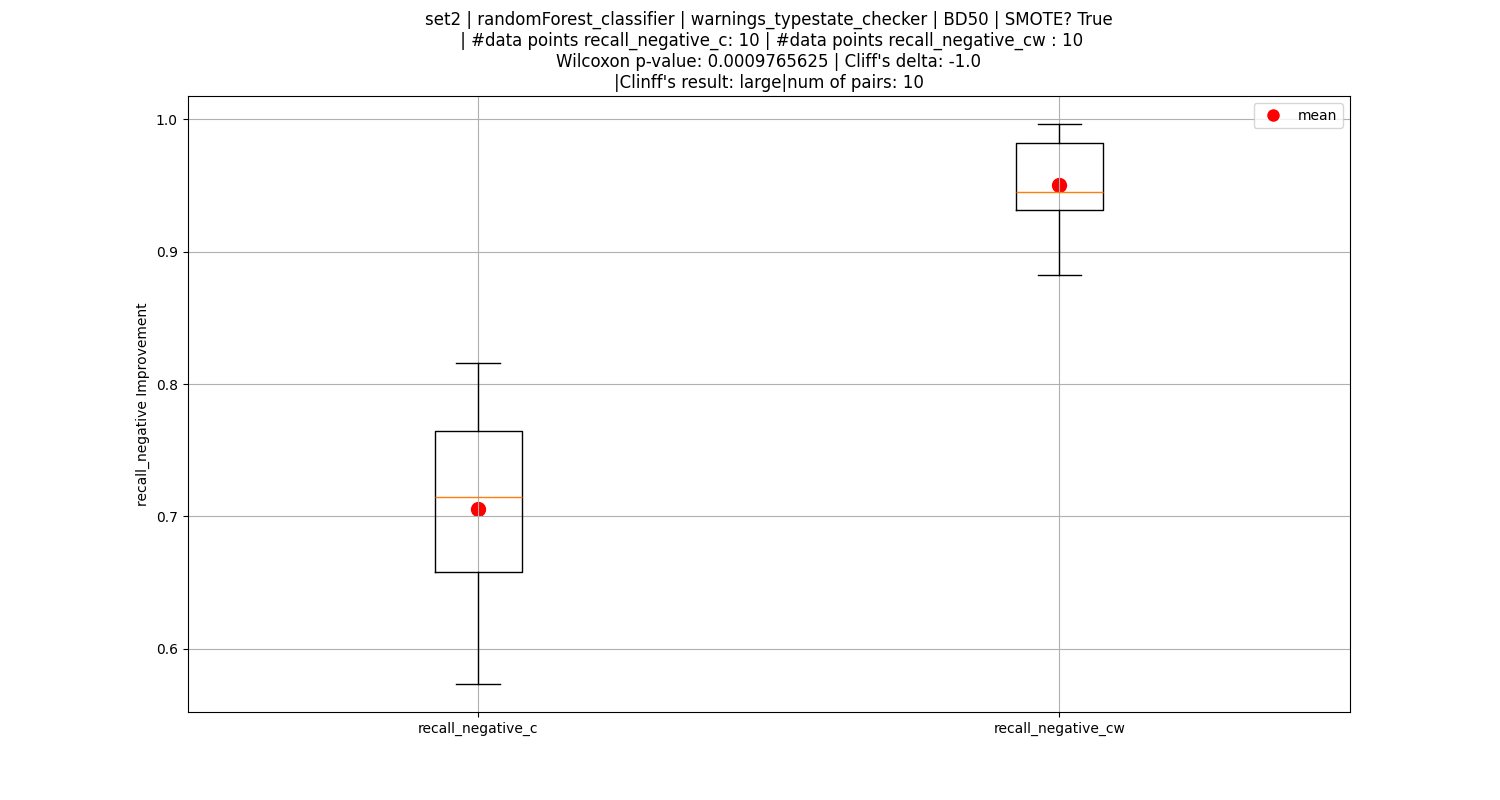 set2 | randomForest_classifier | warnings_typestate_checker | BD50 | SMOTE? True
| #data points recall_negative_c: 10 | #data points recall_negative_cw : 10
Wilcoxon p-value: 0.0009765625 | Cliff's delta: -1.0
|Clinff's result: large|num of pairs: 10
mean
1.0
0.9
0.8
0.7
0.6
recall_negative Improvement
recall_negative_c
recall_negative_cw